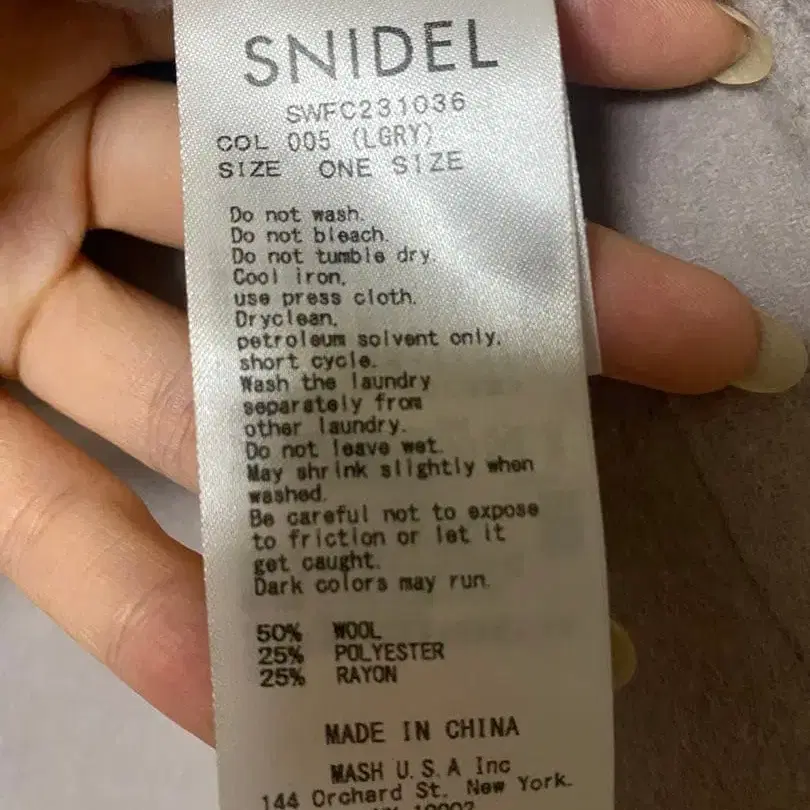 SNIDEL
SWFC231036
COL 005 (LGRY)
SIZE ONE SIZE
Do not wash.
Do not bleach.
Do not tumble dry.
Cool iron,
use press cloth.
Dryclean,
petroleum solvent only,
short cycle.
Wash the laundry
separately from
other laundry.
Do not leave wet.
May shrink slightly when
washed.
Be careful not to expose
to friction or let it
get caught.
Dark colors may run.
50% WOOL
25% POLYESTER
25% RAYON
MADE IN CHINA
MASH U.S.A Inc
144 Orchard St. New York.